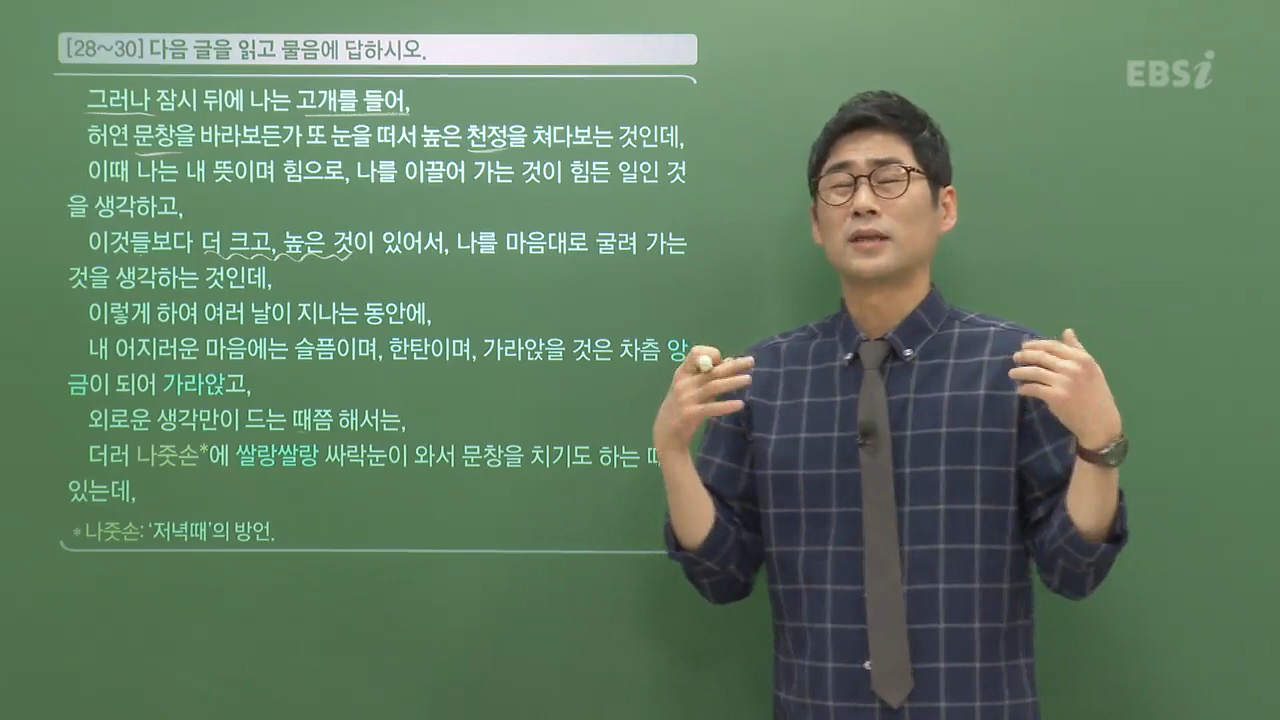 [28~30] 다음 글을 읽고 물음에 답하시오.
EBSi
그러나 잠시 뒤에 나는 고개를 들어,
허연 문창을 바라보든가 또 눈을 떠서 높은 천정을 쳐다보는 것인데,
이때 나는 내 뜻이며 힘으로, 나를 이끌어 가는 것이 힘든 일인 것
을 생각하고,
이것들보다 더 크고, 높은 것이 있어서, 나를 마음대로 굴려 가는
것을 생각하는 것인데,
이렇게 하여 여러 날이 지나는 동안에,
내 어지러운 마음에는 슬픔이며, 한탄이며, 가라앉을 것은 차츰 앙
금이 되어 가라앉고,
외로운 생각만이 드는 때쯤 해서는,
더러 나줏손*에 쌀랑쌀랑 싸락눈이 와서 문창을 치기도 하는
있는데,
* 나줏손: ‘저녁때’의 방언.